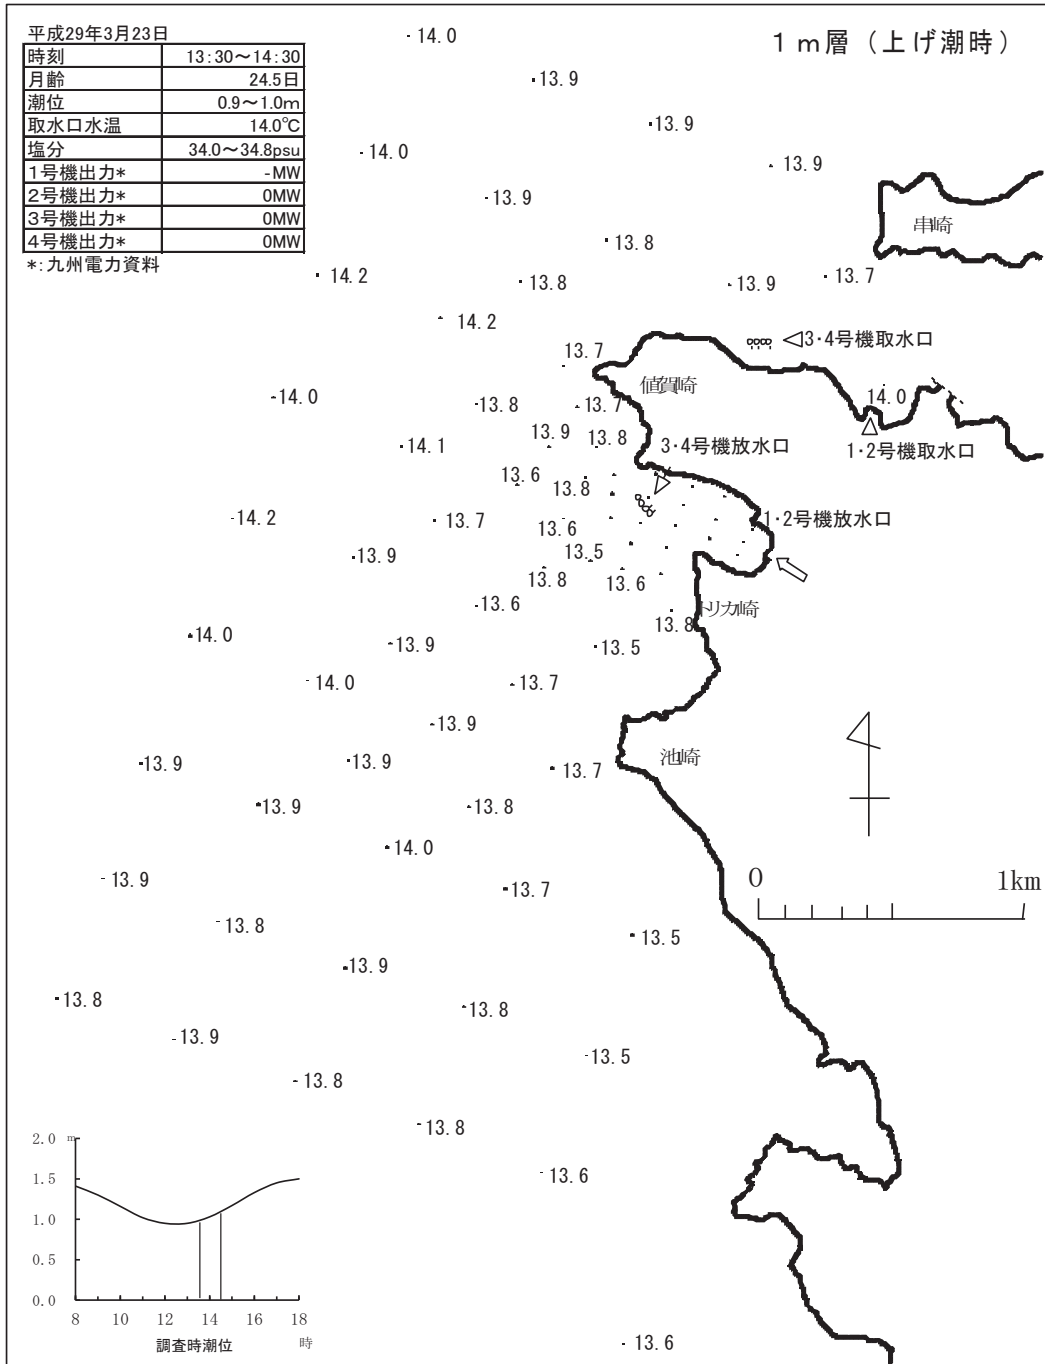 平成29年3月23日
時刻 13:30～14:30
月齢 24.5日
潮位 0.9～1.0m
取水口水温 14.0℃
塩分 34.0～34.8psu
1号機出力* -MW
2号機出力* 0MW
3号機出力* 0MW
4号機出力* 0MW
*:九州電力資料
1m層（上げ潮時）
14.0
13.9
13.9
14.0
13.9
13.9
串崎
13.8
14.2
13.8
13.9
13.7
14.2
3･4号機取水口
13.7
値賀崎
14.0
13.8
13.7
14.0
13.9
13.8
14.1
3･4号機放水口
1･2号機取水口
13.6
13.8
14.2
13.7
13.6
1･2号機放水口
13.9
13.5
13.8
13.6
13.6
トリカ崎
13.8
14.0
13.9
13.5
14.0
13.7
13.9
13.9
13.9
13.7
池崎
13.9
13.8
14.0
13.9
13.7
0 1km
13.8
13.5
13.9
13.8
13.8
13.9
13.5
13.8
13.8
13.6
13.6
2.0 m
1.5
1.0
0.5
0.0
8 10 12 14 16 18
調査時潮位 時